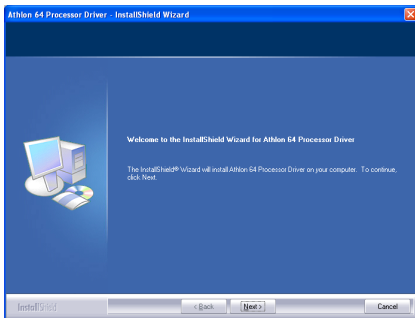 Athlon 64 Processor Driver - InstallShield Wizard
Welcome to the InstallShield Wizard for Athlon 64 Processor Driver
The InstallShield® Wizard will install Athlon 64 Processor Driver on your computer. To continue,
click Next.
InstallShield
< Back
Next >
Cancel